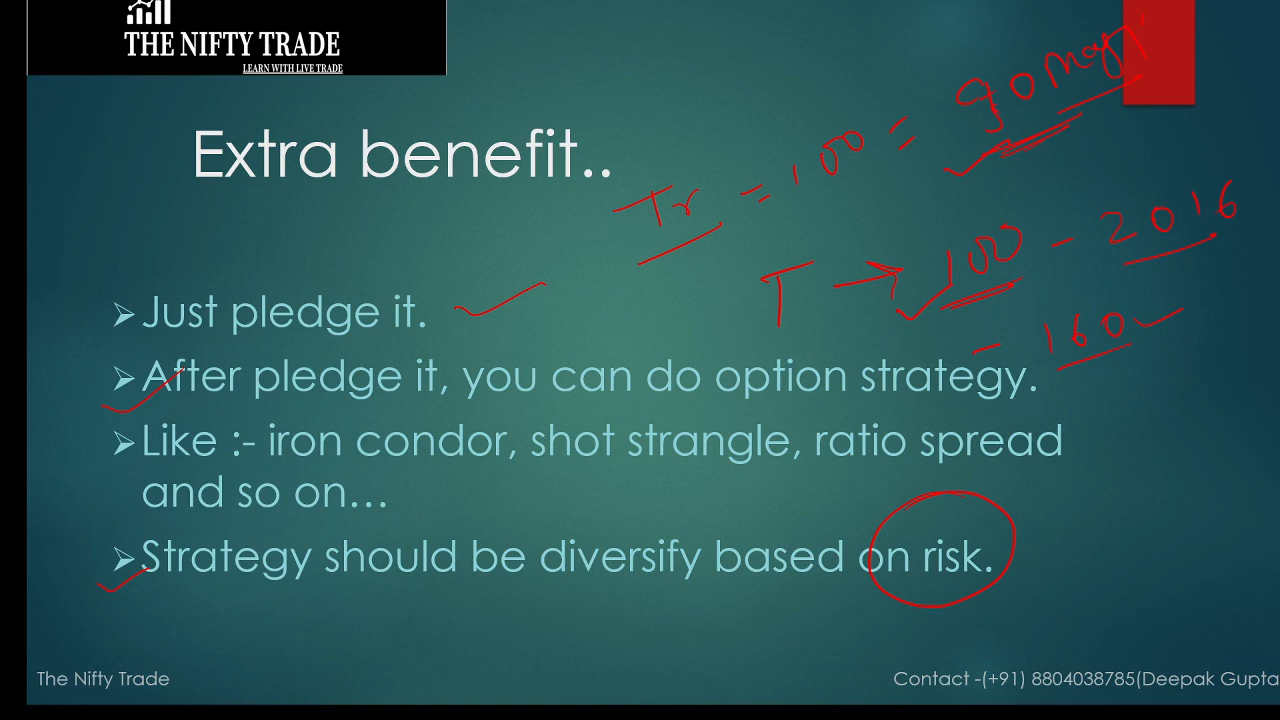 THE NIFTY TRADE
LEARN WITH LIVE TRADE
Extra benefit..
Tr = 100 = 90
T → 100 - 2016
- 160
Just pledge it.
After pledge it, you can do option strategy.
Like :- iron condor, shot strangle, ratio spread
and so on...
Strategy should be diversify based on risk.
The Nifty Trade
Contact -(+91) 8804038785(Deepak Gupta